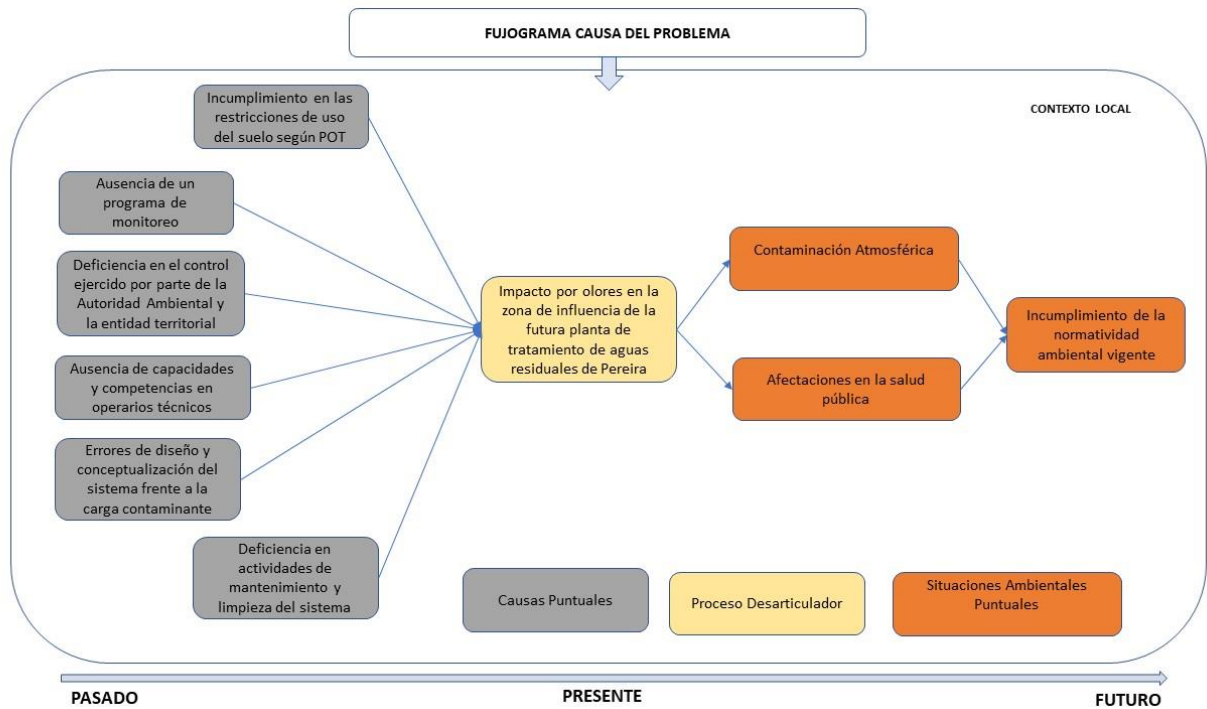 FUJOGRAMA CAUSA DEL PROBLEMA
CONTEXTO LOCAL
Incumplimiento en las
restricciones de uso
del suelo según POT
Ausencia de un
programa de
monitoreo
Deficiencia en el control
ejercido por parte de la
Autoridad Ambiental y
la entidad territorial
Ausencia de capacidades
y competencias en
operarios técnicos
Errores de diseño y
conceptualización del
sistema frente a la
carga contaminante
Deficiencia en
actividades de
mantenimiento y
limpieza del sistema
Impacto por olores en la
zona de influencia de la
futura planta de
tratamiento de aguas
residuales de Pereira
Contaminación Atmosférica
Afectaciones en la salud
pública
Incumplimiento de la
normatividad
ambiental vigente
Causas Puntuales
Proceso Desarticulador
Situaciones Ambientales
Puntuales
PASADO
PRESENTE
FUTURO